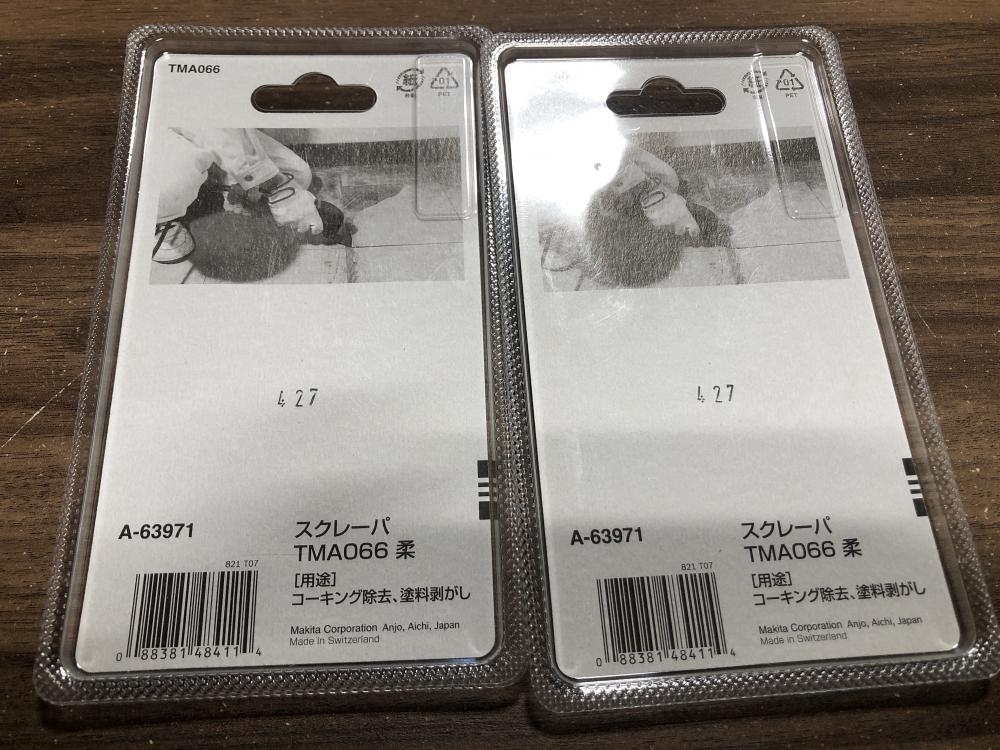 TMA066
紙
外装
01
PET
427
A-63971
スクレーパ
TMA066 柔
821 T07
[用途]
コーキング除去、塗料剥がし
Makita Corporation Anjo, Aichi, Japan
Made in Switzerland
0 88381 48411 4
紙
01
PET
427
A-63971
スクレーパ
TMA066 柔
821 T07
[用途]
コーキング除去、塗料剥がし
Makita Corporation Anjo, Aichi, Japan
Made in Switzerland
0 88381 48411 4